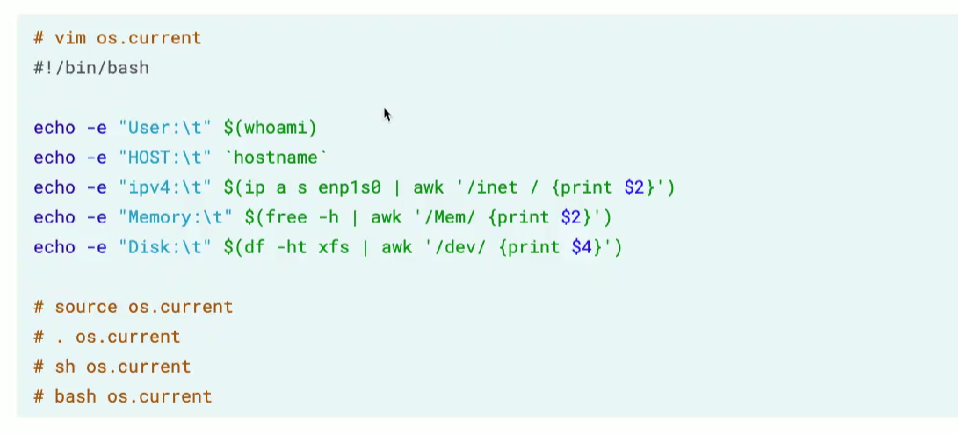 # vim os.current
#!/bin/bash
echo -e "User:\t" $(whoami)
echo -e "HOST:\t" `hostname`
echo -e "ipv4:\t" $(ip a s enp1s0 | awk '/inet / {print $2}')
echo -e "Memory:\t" $(free -h | awk '/Mem/ {print $2}')
echo -e "Disk:\t" $(df -ht xfs | awk '/dev/ {print $4}')
# source os.current
# . os.current
# sh os.current
# bash os.current